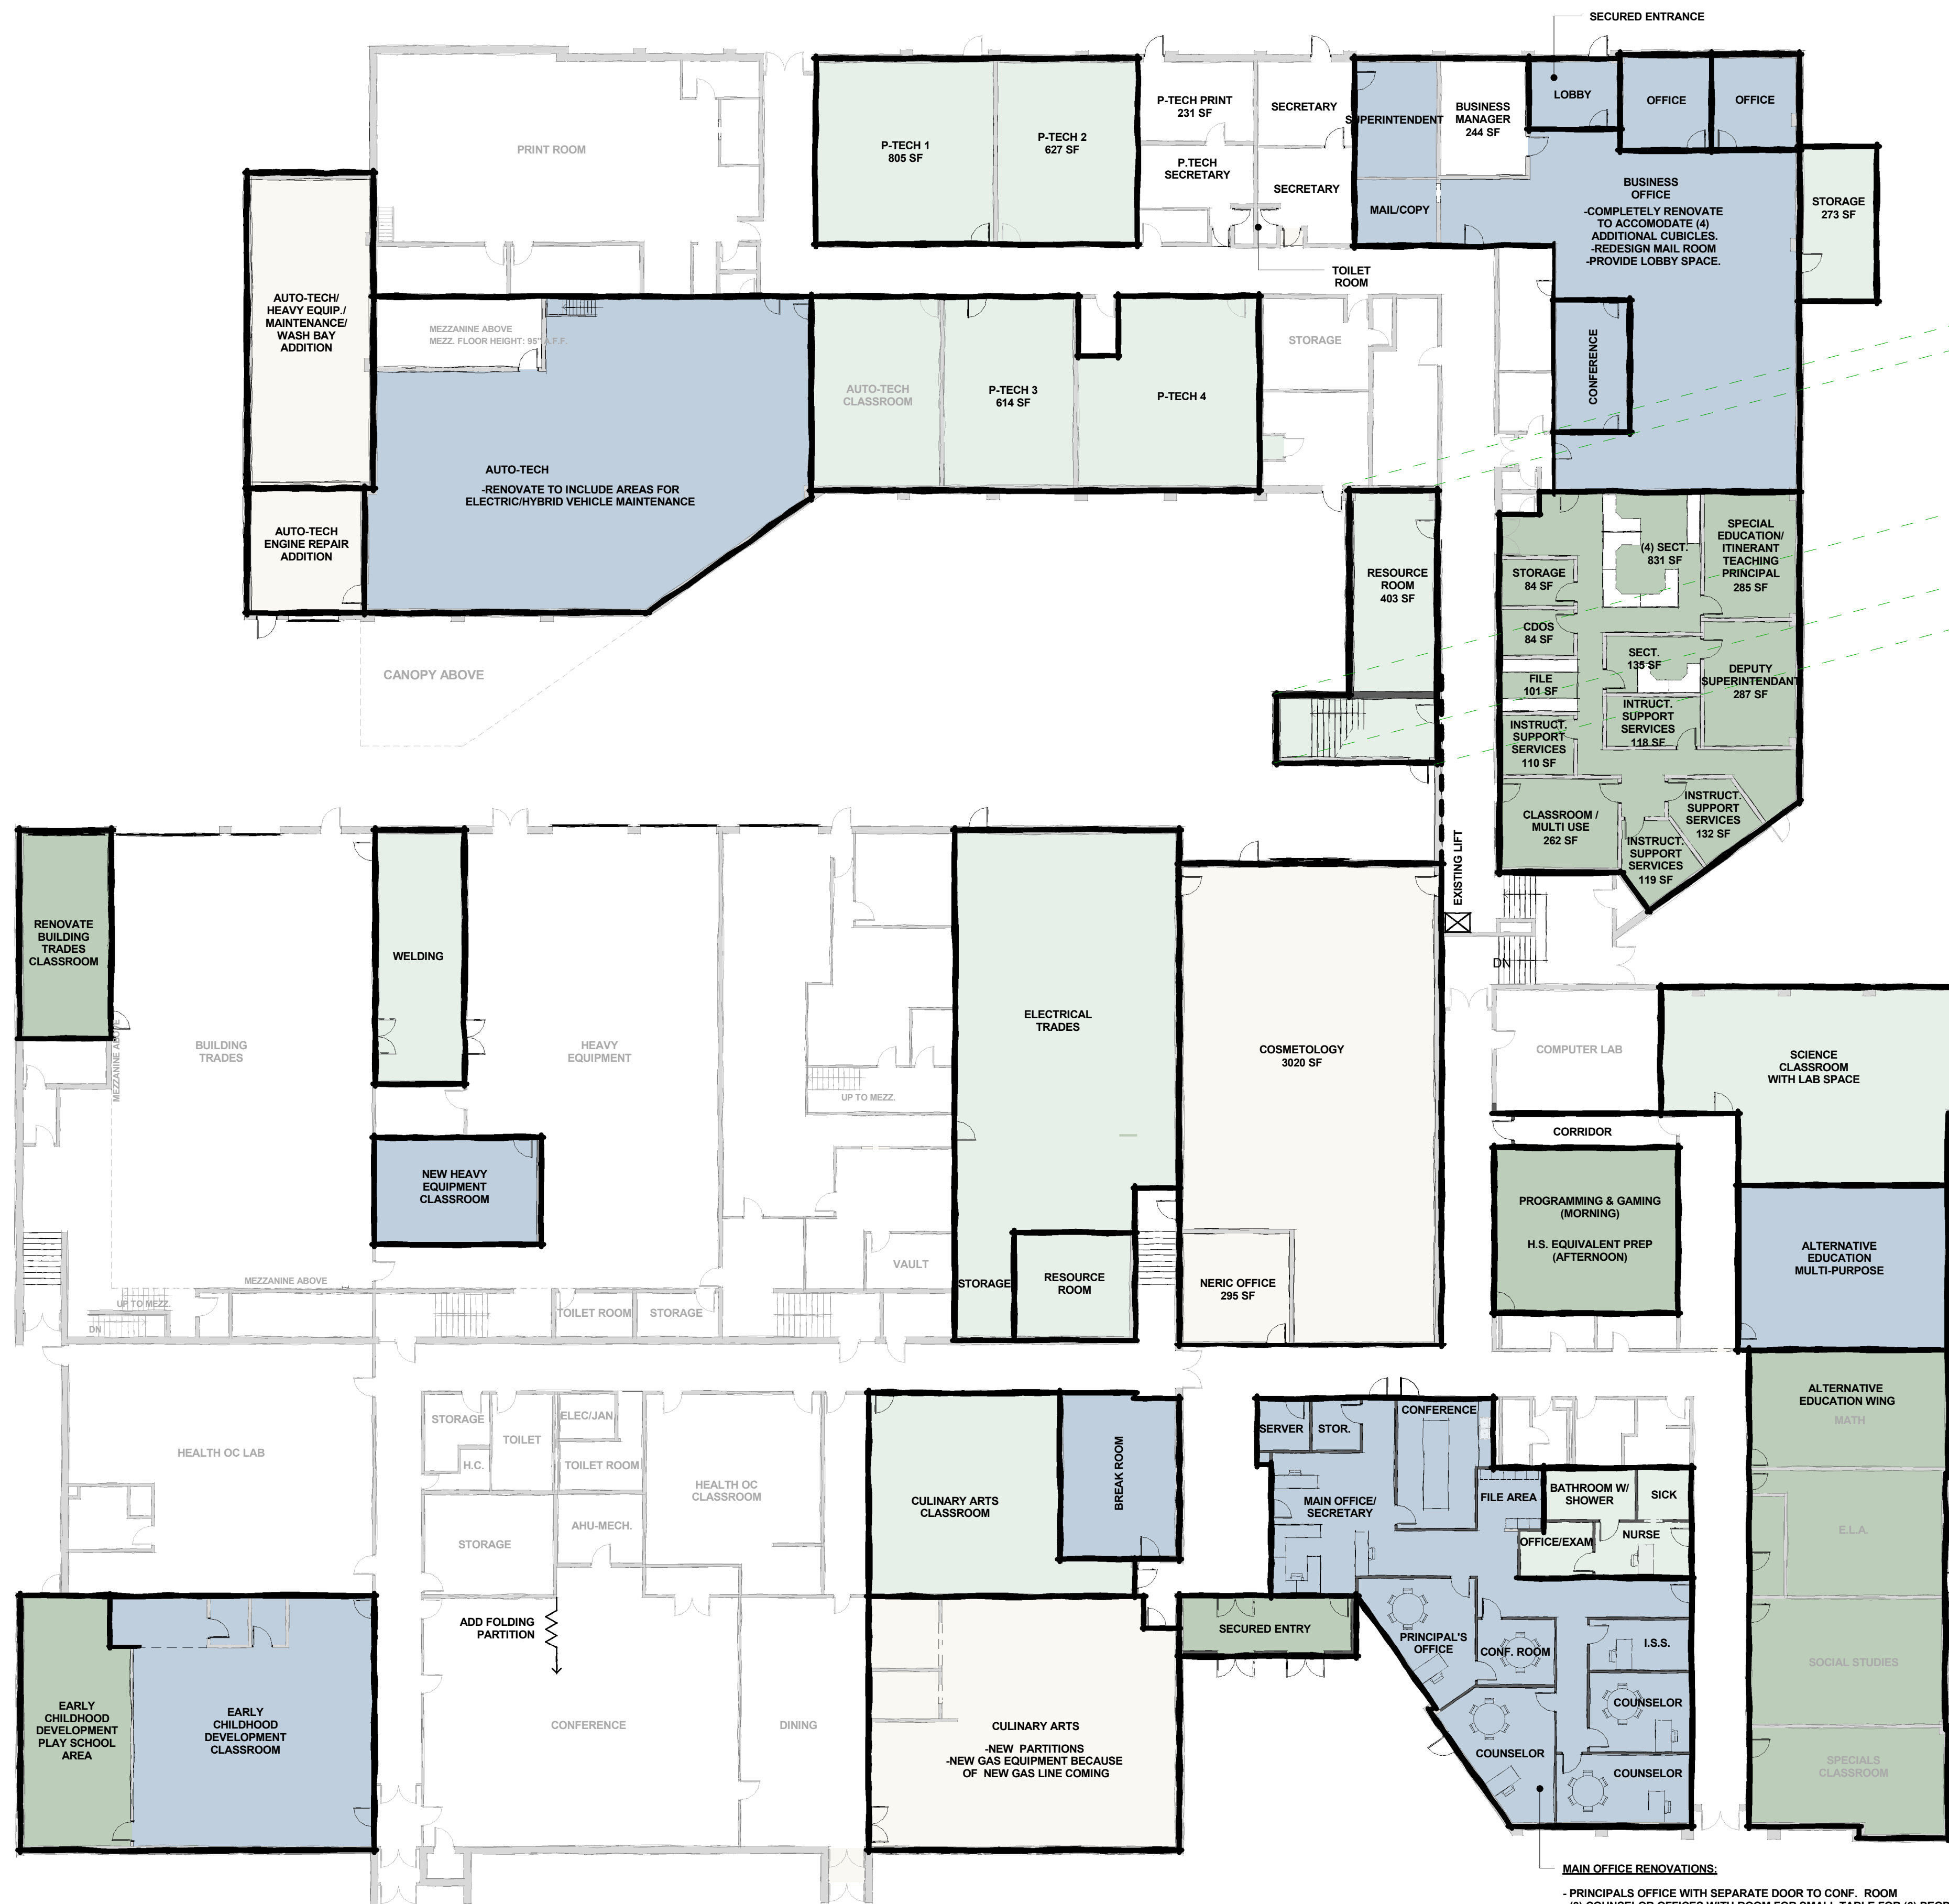 SECURED ENTRANCE
PRINT ROOM
P-TECH 1
805 SF
P-TECH 2
627 SF
P-TECH PRINT
231 SF
SECRETARY
P.TECH
SECRETARY
SECRETARY
TOILET
ROOM
SUPERINTENDENT
BUSINESS
MANAGER
244 SF
MAIL/COPY
LOBBY
OFFICE
OFFICE
BUSINESS
OFFICE
-COMPLETELY RENOVATE
TO ACCOMODATE (4)
ADDITIONAL CUBICLES.
-REDESIGN MAIL ROOM
-PROVIDE LOBBY SPACE.
STORAGE
273 SF
CONFERENCE
AUTO-TECH/
HEAVY EQUIP./
MAINTENANCE/
WASH BAY
ADDITION
MEZZANINE ABOVE
MEZZ. FLOOR HEIGHT: 95" A.F.F.
AUTO-TECH
-RENOVATE TO INCLUDE AREAS FOR
ELECTRIC/HYBRID VEHICLE MAINTENANCE
AUTO-TECH
CLASSROOM
P-TECH 3
614 SF
P-TECH 4
STORAGE
AUTO-TECH
ENGINE REPAIR
ADDITION
CANOPY ABOVE
RESOURCE
ROOM
403 SF
(4) SECT.
831 SF
SPECIAL
EDUCATION/
ITINERANT
TEACHING
PRINCIPAL
285 SF
STORAGE
84 SF
CDOS
84 SF
FILE
101 SF
SECT.
135 SF
DEPUTY
SUPERINTENDANT
287 SF
INTRUCT.
SUPPORT
SERVICES
118 SF
INSTRUCT.
SUPPORT
SERVICES
110 SF
CLASSROOM /
MULTI USE
262 SF
INSTRUCT.
SUPPORT
SERVICES
132 SF
INSTRUCT.
SUPPORT
SERVICES
119 SF
EXISTING LIFT
DN
RENOVATE
BUILDING
TRADES
CLASSROOM
MEZZANINE ABOVE
BUILDING
TRADES
WELDING
HEAVY
EQUIPMENT
UP TO MEZZ.
ELECTRICAL
TRADES
COSMETOLOGY
3020 SF
COMPUTER LAB
SCIENCE
CLASSROOM
WITH LAB SPACE
CORRIDOR
NEW HEAVY
EQUIPMENT
CLASSROOM
PROGRAMMING & GAMING
(MORNING)
H.S. EQUIVALENT PREP
(AFTERNOON)
ALTERNATIVE
EDUCATION
MULTI-PURPOSE
MEZZANINE ABOVE
UP TO MEZZ.
DN
TOILET ROOM
STORAGE
VAULT
STORAGE
RESOURCE
ROOM
NERIC OFFICE
295 SF
HEALTH OC LAB
STORAGE
H.C.
TOILET
ELEC/JAN.
TOILET ROOM
STORAGE
AHU-MECH.
HEALTH OC
CLASSROOM
CULINARY ARTS
CLASSROOM
BREAK ROOM
SERVER
STOR.
CONFERENCE
MAIN OFFICE/
SECRETARY
FILE AREA
BATHROOM W/
SHOWER
SICK
OFFICE/EXAM
NURSE
ALTERNATIVE
EDUCATION WING
MATH
E.L.A.
SOCIAL STUDIES
SPECIALS
CLASSROOM
ADD FOLDING
PARTITION
SECURED ENTRY
PRINCIPAL'S
OFFICE
CONF. ROOM
I.S.S.
COUNSELOR
COUNSELOR
COUNSELOR
EARLY
CHILDHOOD
DEVELOPMENT
PLAY SCHOOL
AREA
EARLY
CHILDHOOD
DEVELOPMENT
CLASSROOM
CONFERENCE
DINING
CULINARY ARTS
-NEW PARTITIONS
-NEW GAS EQUIPMENT BECAUSE
OF NEW GAS LINE COMING
MAIN OFFICE RENOVATIONS:
- PRINCIPALS OFFICE WITH SEPARATE DOOR TO CONF. ROOM